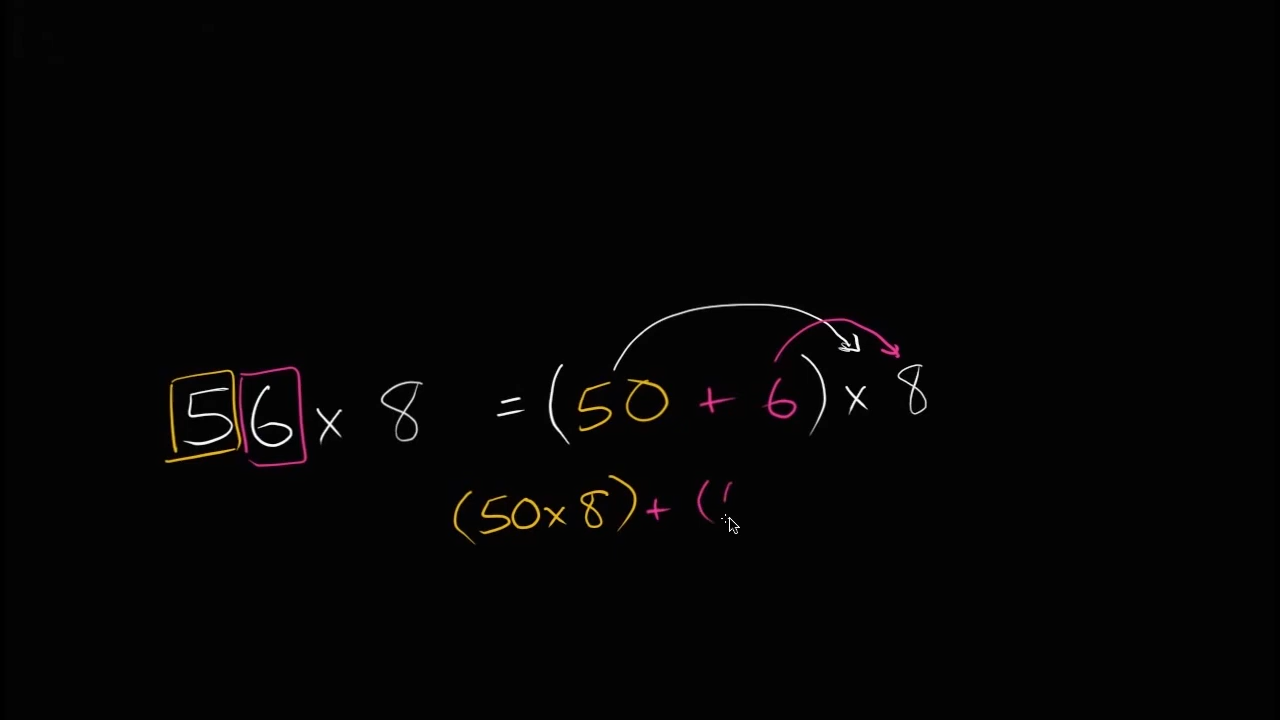 56 x 8 = (50 + 6) x 8
(50 x 8) + (